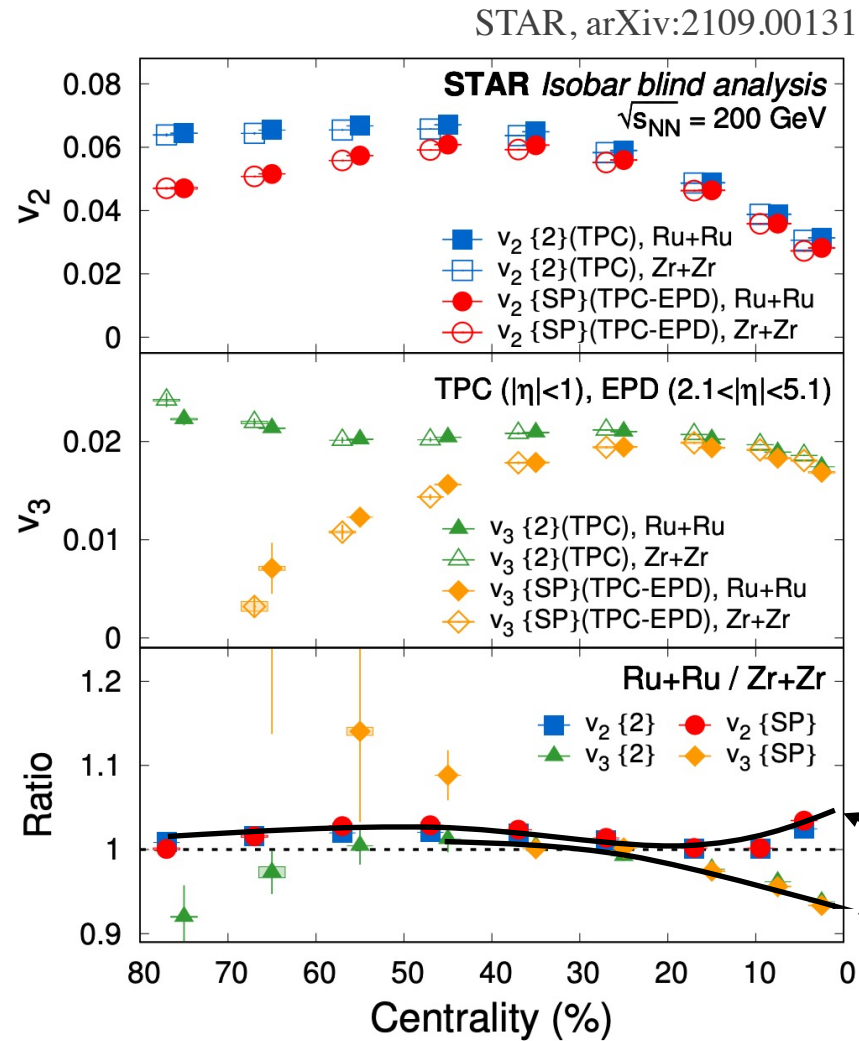 STAR, arXiv:2109.00131
STAR Isobar blind analysis
√sNN = 200 GeV
0.08
0.06
0.04
0.02
0
v2
v2 {2}(TPC), Ru+Ru
v2 {2}(TPC), Zr+Zr
v2 {SP}(TPC-EPD), Ru+Ru
v2 {SP}(TPC-EPD), Zr+Zr
TPC (|η|<1), EPD (2.1<|η|<5.1)
0.02
0.01
0
v3
v3 {2}(TPC), Ru+Ru
v3 {2}(TPC), Zr+Zr
v3 {SP}(TPC-EPD), Ru+Ru
v3 {SP}(TPC-EPD), Zr+Zr
Ru+Ru / Zr+Zr
v2 {2} v2 {SP}
v3 {2} v3 {SP}
1.2
1.1
1
0.9
Ratio
80 70 60 50 40 30 20 10 0
Centrality (%)